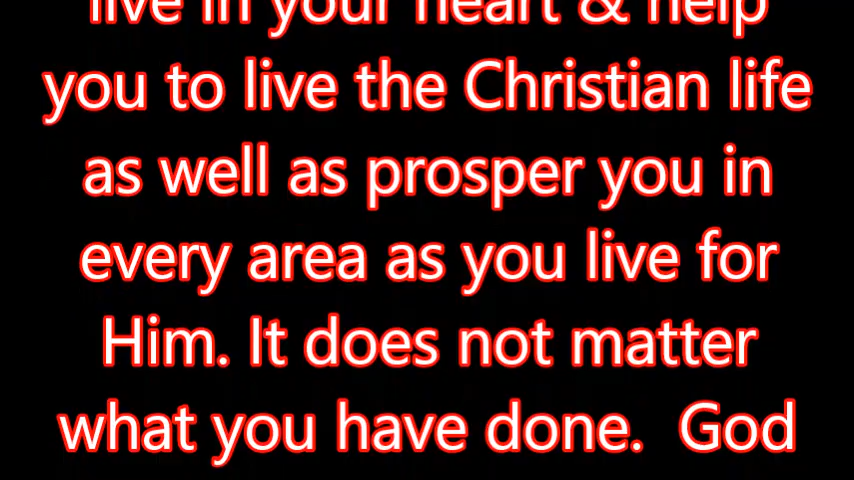 live in your heart & help
you to live the Christian life
as well as prosper you in
every area as you live for
Him. It does not matter
what you have done.  God